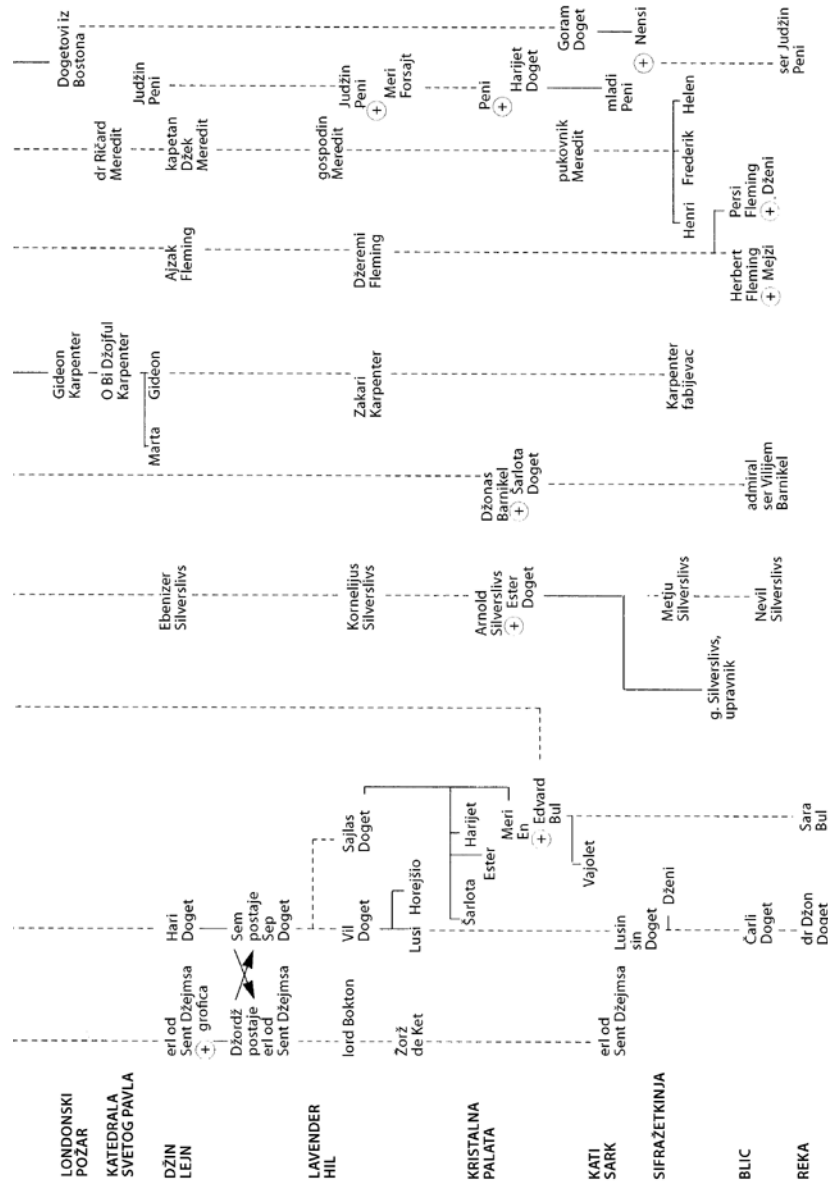 LONDONSKI
POŽAR
Gideon
Karpenter
Dogetovi iz
Bostona
KATEDRALA
SVETOG PAVLA
O Bi Džojful
Karpenter
dr Ričard
Meredit
DŽIN
LEJN
erl od
Sent Džejmsa
+ grofica
Hari
Doget
Ebenizer
Silverslivs
Marta
Gideon
Ajzak
Fleming
kapetan
Džek
Meredit
Judžin
Peni
Džordž
postaje
erl od
Sent Džejmsa
Sem
postaje
Sep
Doget
LAVENDER
HIL
lord Bokton
Vil
Doget
Sajlas
Doget
Kornelijus
Silverslivs
Zakari
Karpenter
Džeremi
Fleming
gospodin
Meredit
Judžin
Peni
+ Meri
Forsajt
Žorž
de Ket
Lusi
Horejšio
KRISTALNA
PALATA
Šarlota
Harijet
Ester
Meri
En
+ Edvard
Bul
Arnold
Silverslivs
+ Ester
Doget
Džonas
Barnikel
+ Šarlota
Doget
Peni
+ Harijet
Doget
KATI
SARK
erl od
Sent Džejmsa
Lusin
sin
Doget
Vajolet
pukovnik
Meredit
mladi
Peni
Goram
Doget
SIFRAŽETKINJA
Dženi
Metju
Silverslivs
Karpenter
fabijevac
Henri
Frederik
Helen
+
Nensi
BLIC
Čarli
Doget
g. Silverslivs,
upravnik
Nevil
Silverslivs
admiral
ser Vilijem
Barnikel
Herbert
Fleming
+ Mejzi
Persi
Fleming
+ Dženi
REKA
dr Džon
Doget
Sara
Bul
ser Judžin
Peni